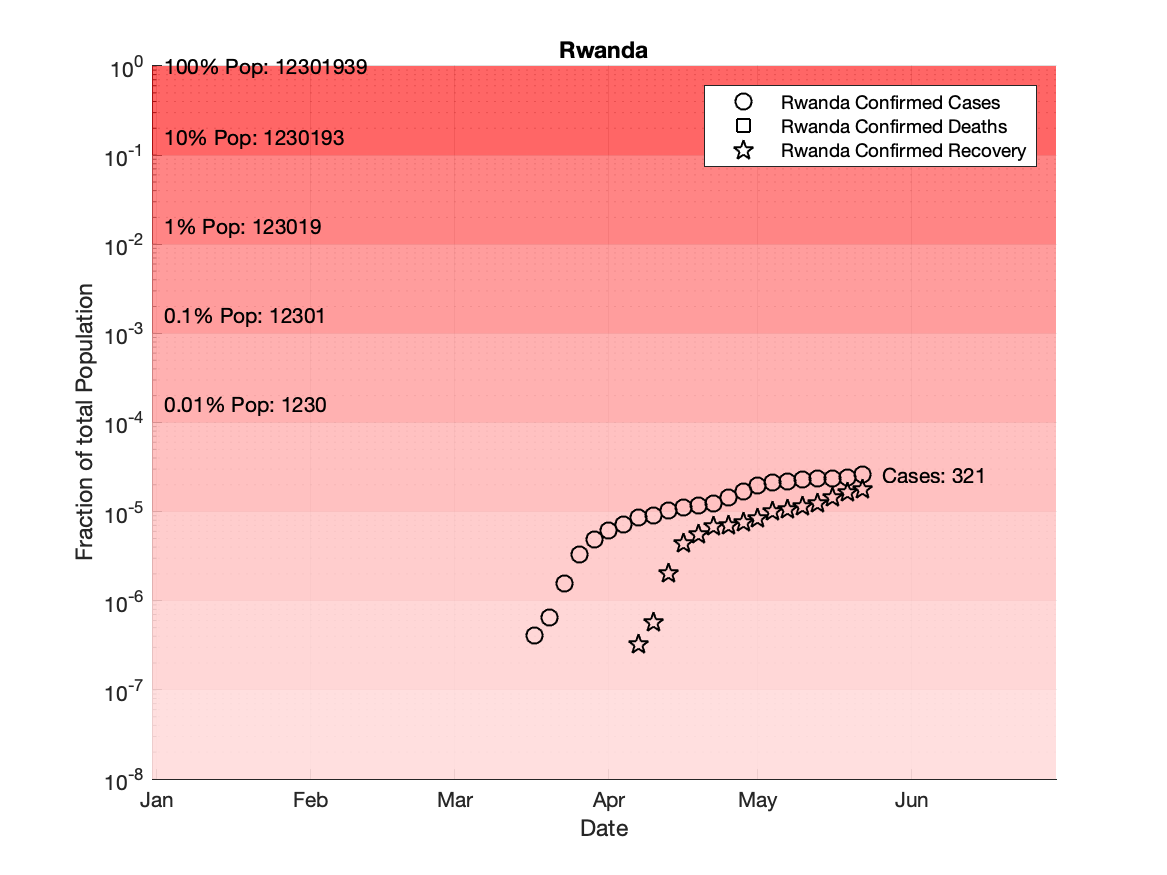 Rwanda
10^0
10^-1
10^-2
10^-3
10^-4
10^-5
10^-6
10^-7
10^-8
Fraction of total Population
100% Pop: 12301939
10% Pop: 1230193
1% Pop: 123019
0.1% Pop: 12301
0.01% Pop: 1230
Rwanda Confirmed Cases
Rwanda Confirmed Deaths
Rwanda Confirmed Recovery
Cases: 321
Jan Feb Mar Apr May Jun
Date